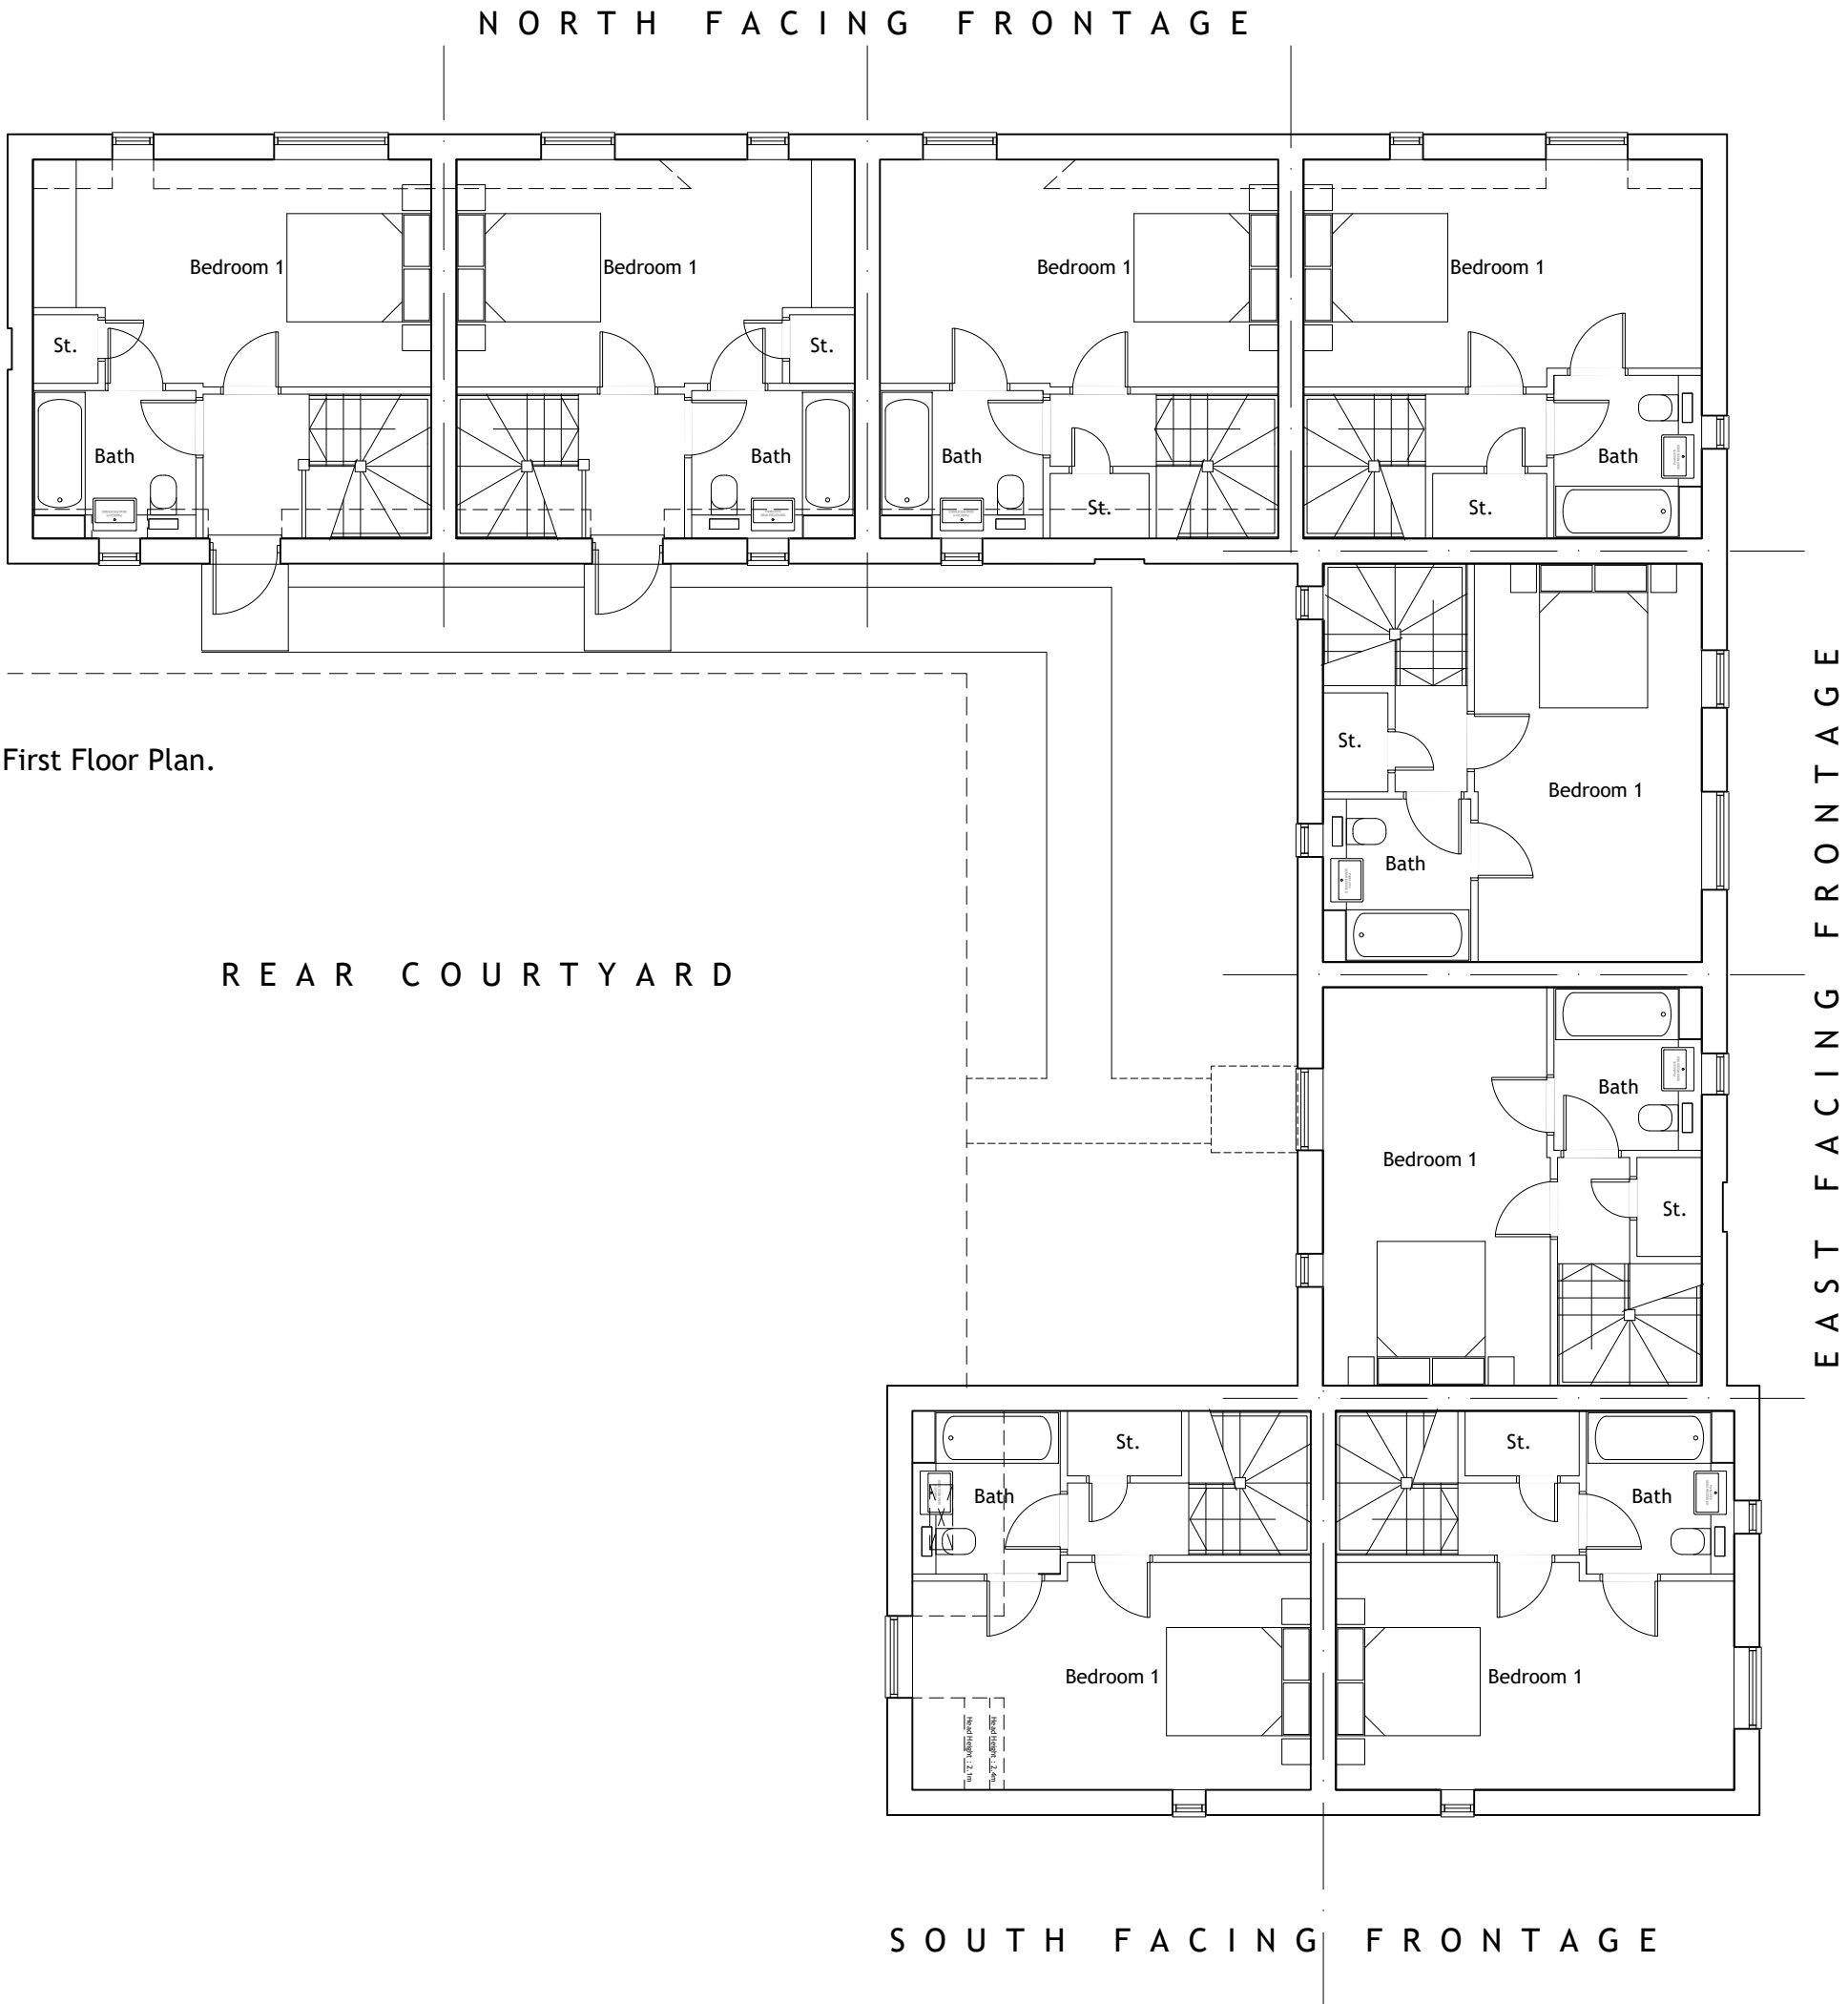 NORTH FACING FRONTAGE
Bedroom 1
Bedroom 1
Bedroom 1
Bedroom 1
St.
St.
Bath
Bath
Bath
Bath
St.
St.
First Floor Plan.
St.
Bedroom 1
Bath
EAST FACING FRONTAGE
REAR COURTYARD
Bath
Bedroom 1
St.
St.
St.
Bath
Bath
Bedroom 1
Bedroom 1
Head Height : 2.1m
Head Height : 2.4m
SOUTH FACING FRONTAGE